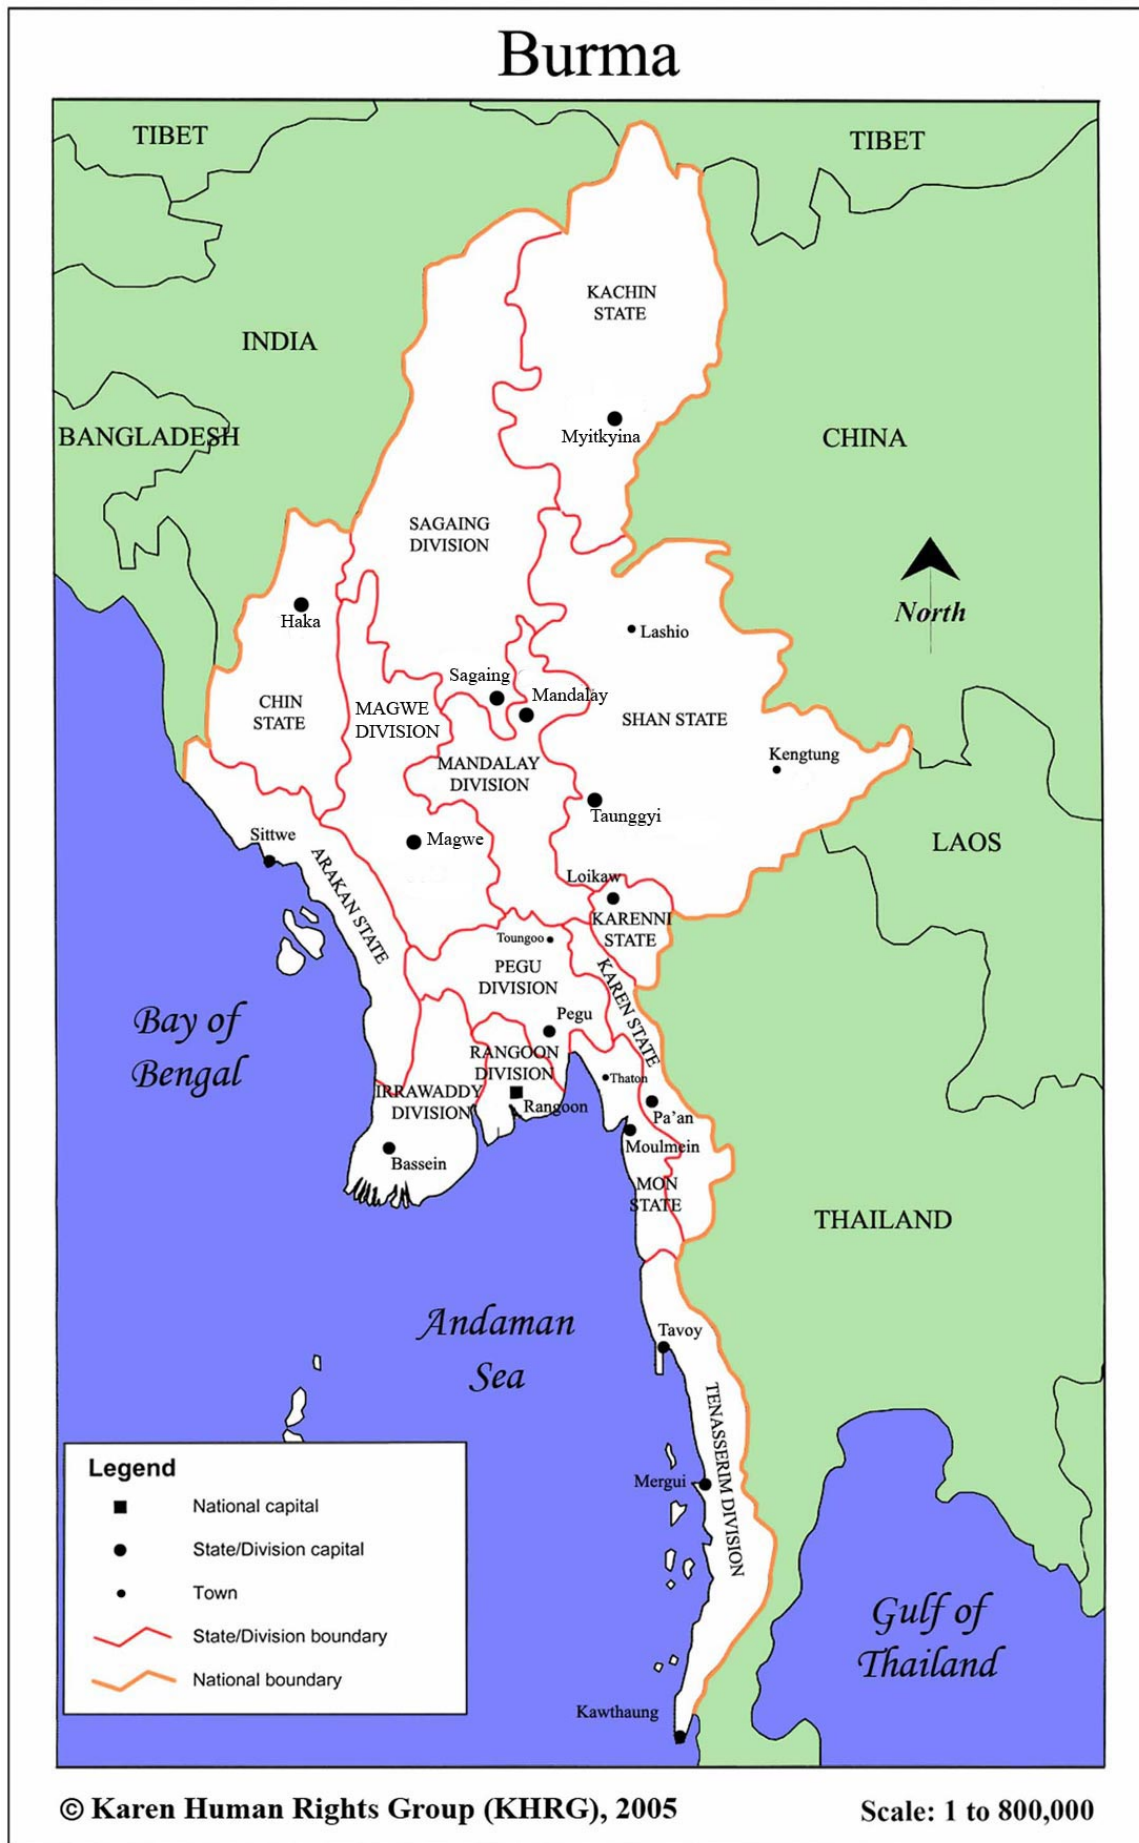 Burma
TIBET
TIBET
KACHIN
STATE
INDIA
Myitkyina
BANGLADESH
CHINA
SAGAING
DIVISION
North
Haka
Lashio
Sagaing
Mandalay
CHIN
STATE
MAGWE
DIVISION
SHAN STATE
MANDALAY
DIVISION
Kengtung
Taunggyi
Sittwe
Magwe
LAOS
ARAKAN STATE
Loikaw
KARENNI
STATE
Toungoo
PEGU
DIVISION
KAREN STATE
Bay of
Bengal
Pegu
RANGOON
DIVISION
Thaton
IRRAWADDY
DIVISION
Rangoon
Pa'an
Moulmein
Bassein
MON
STATE
THAILAND
Andaman
Sea
Tavoy
TENASSERIM DIVISION
Mergui
Legend
National capital
State/Division capital
Town
State/Division boundary
National boundary
Gulf of
Thailand
Kawthaung
© Karen Human Rights Group (KHRG), 2005
Scale: 1 to 800,000